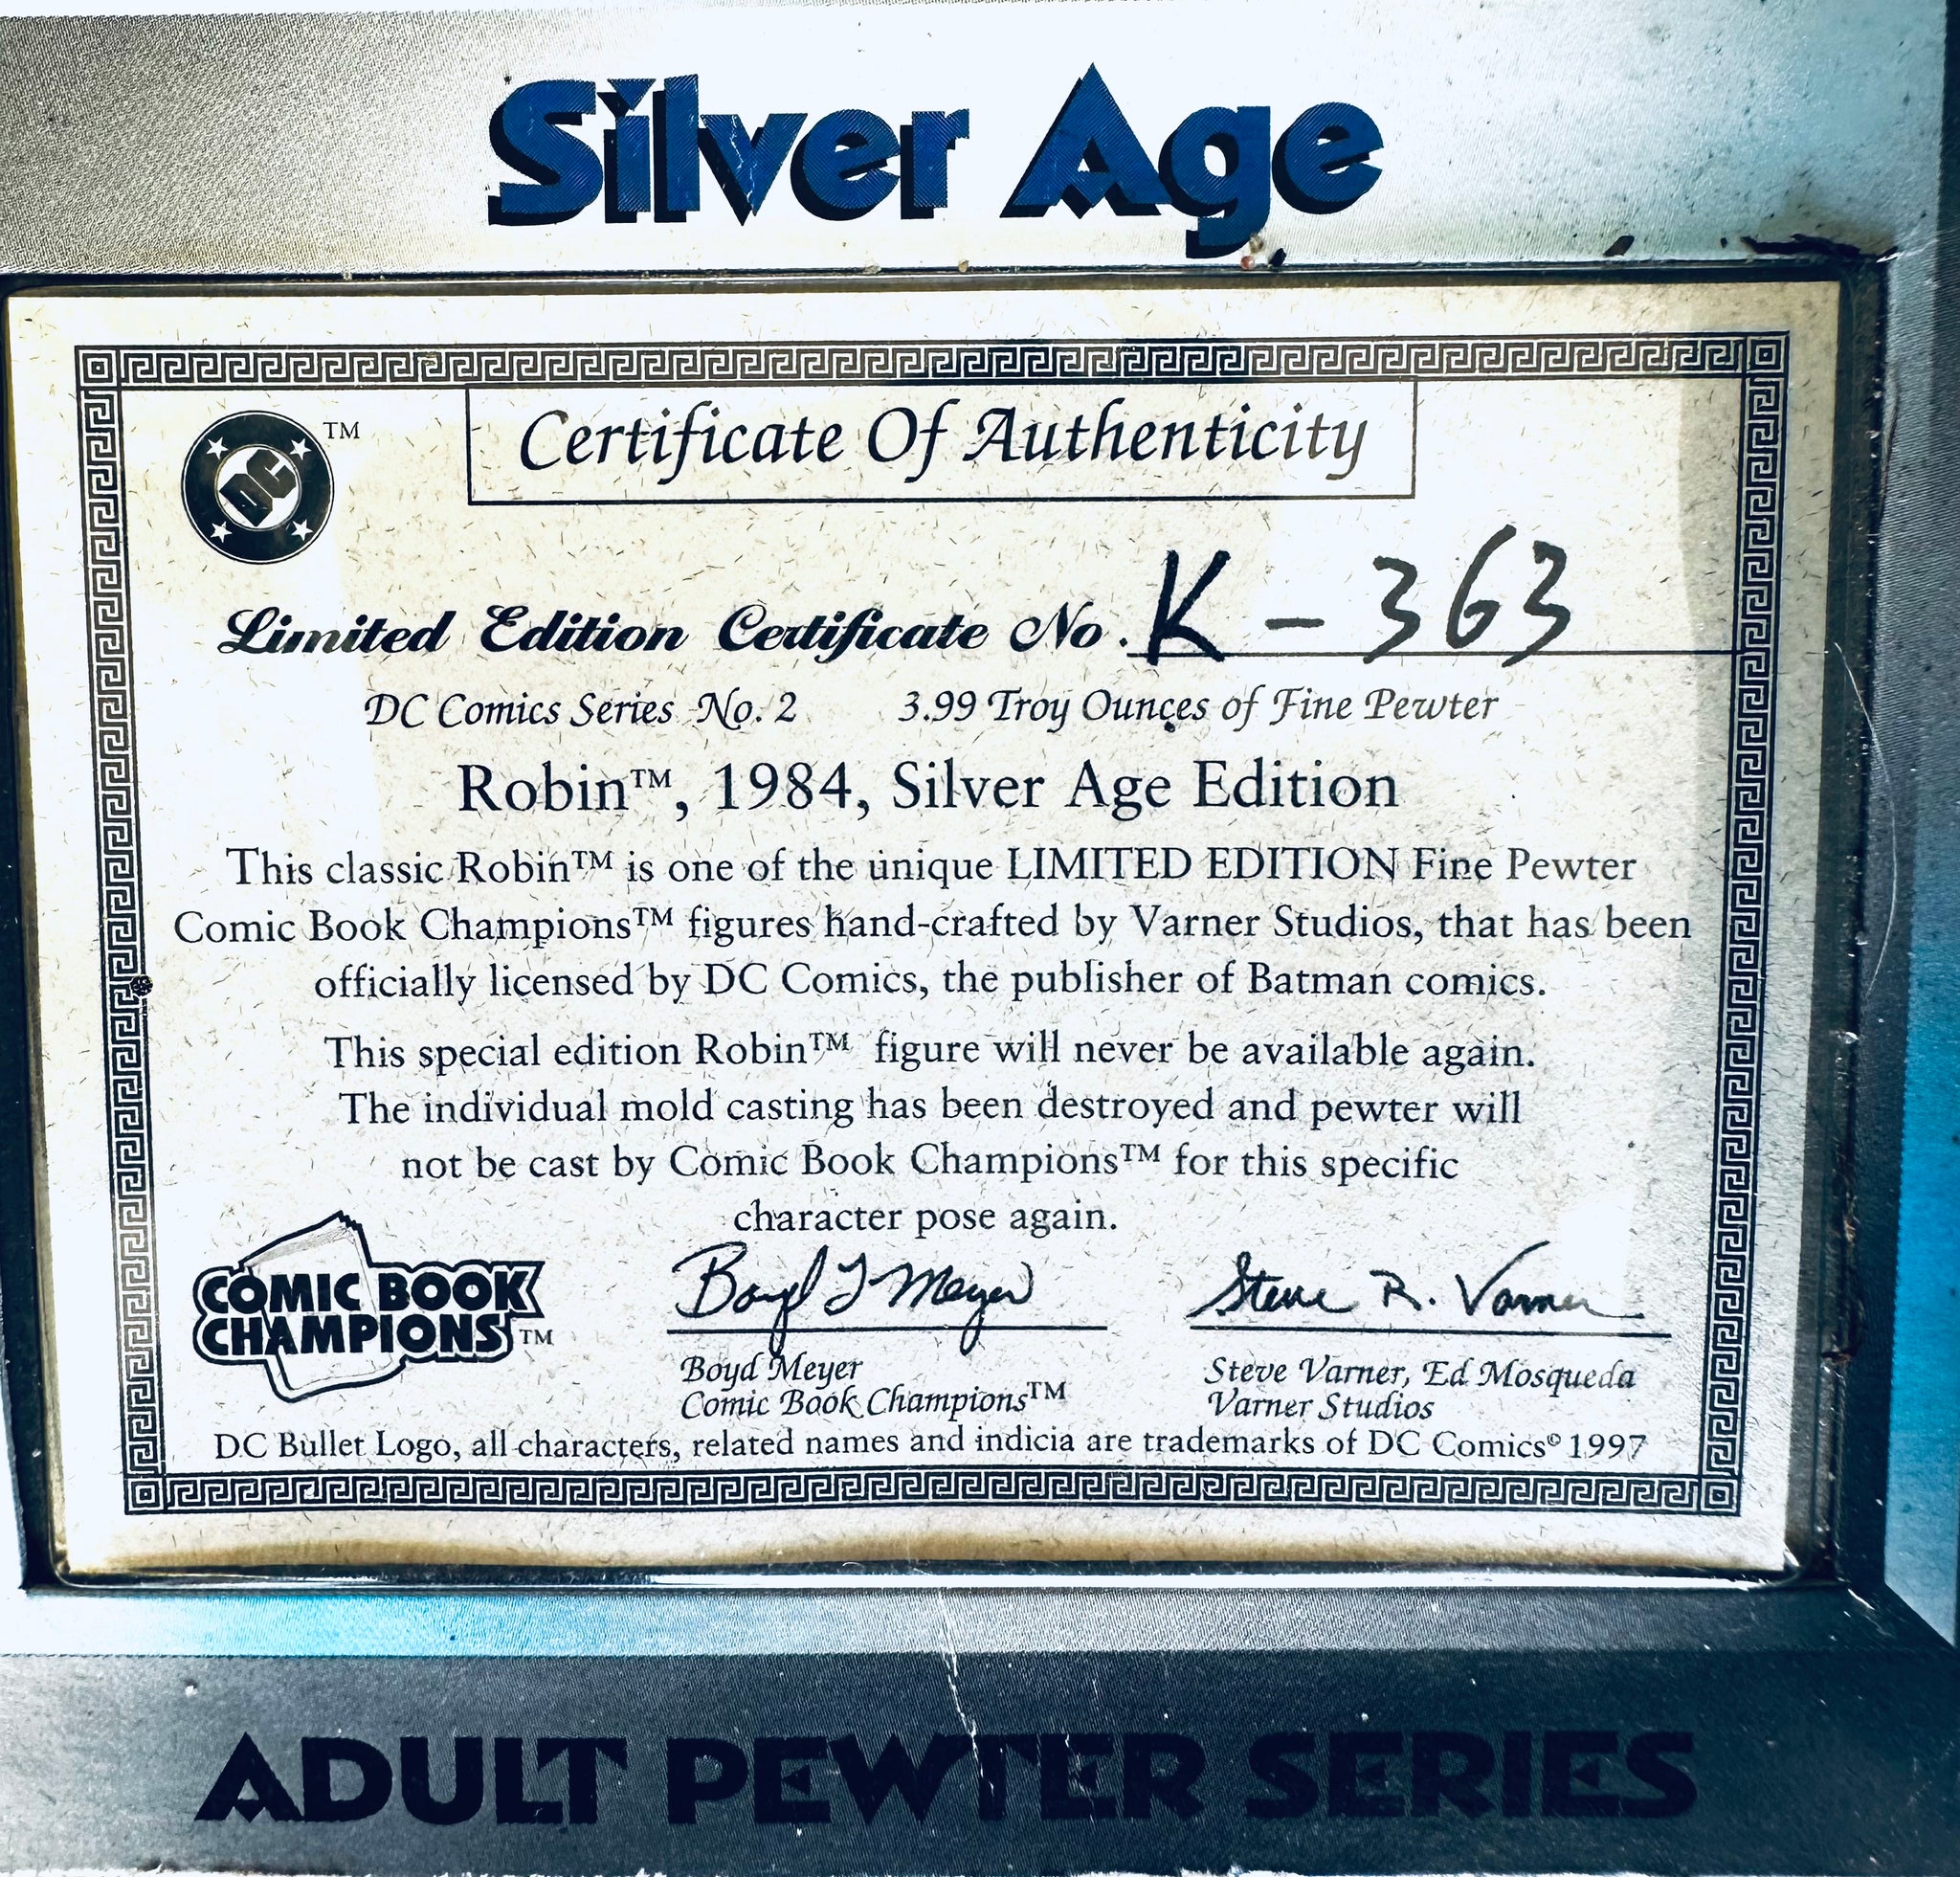 Silver Age
Certificate Of Authenticity
DC ™
Limited Edition Certificate No. K - 363
DC Comics Series No. 2 3.99 Troy Ounces of Fine Pewter
Robin™, 1984, Silver Age Edition
This classic Robin™ is one of the unique LIMITED EDITION Fine Pewter
Comic Book Champions™ figures hand-crafted by Varner Studios, that has been
officially licensed by DC Comics, the publisher of Batman comics.
This special edition Robin™ figure will never be available again.
The individual mold casting has been destroyed and pewter will
not be cast by Comic Book Champions™ for this specific
character pose again.
COMIC BOOK
CHAMPIONS™
Boyd J Meyer
Steve R. Varner
Boyd Meyer
Comic Book Champions™
Steve Varner, Ed Mosqueda
Varner Studios
DC Bullet Logo, all characters, related names and indicia are trademarks of DC Comics© 1997
ADULT PEWTER SERIES